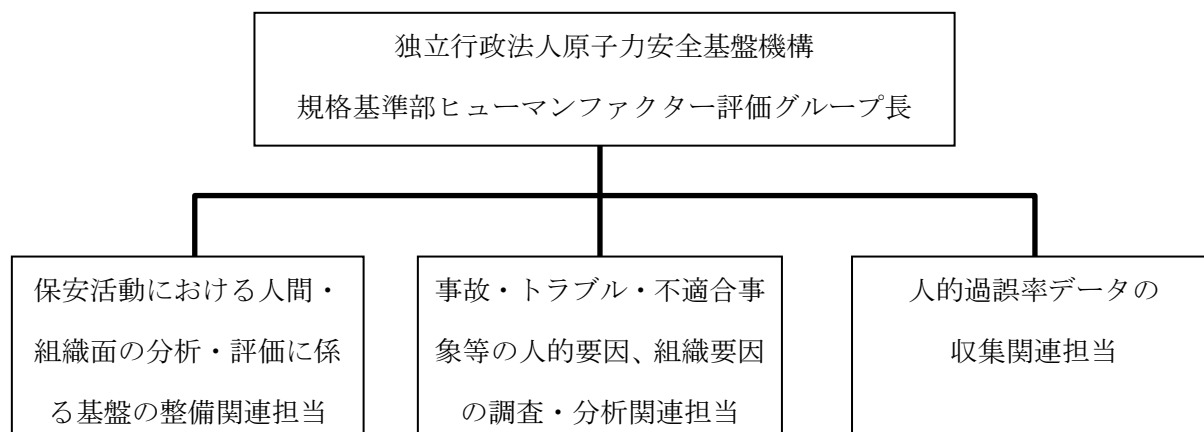 独立行政法人原子力安全基盤機構
規格基準部ヒューマンファクター評価グループ長
保安活動における人間・
組織面の分析・評価に係
る基盤の整備関連担当
事故・トラブル・不適合事
象等の人的要因、組織要因
の調査・分析関連担当
人的過誤率データの
収集関連担当